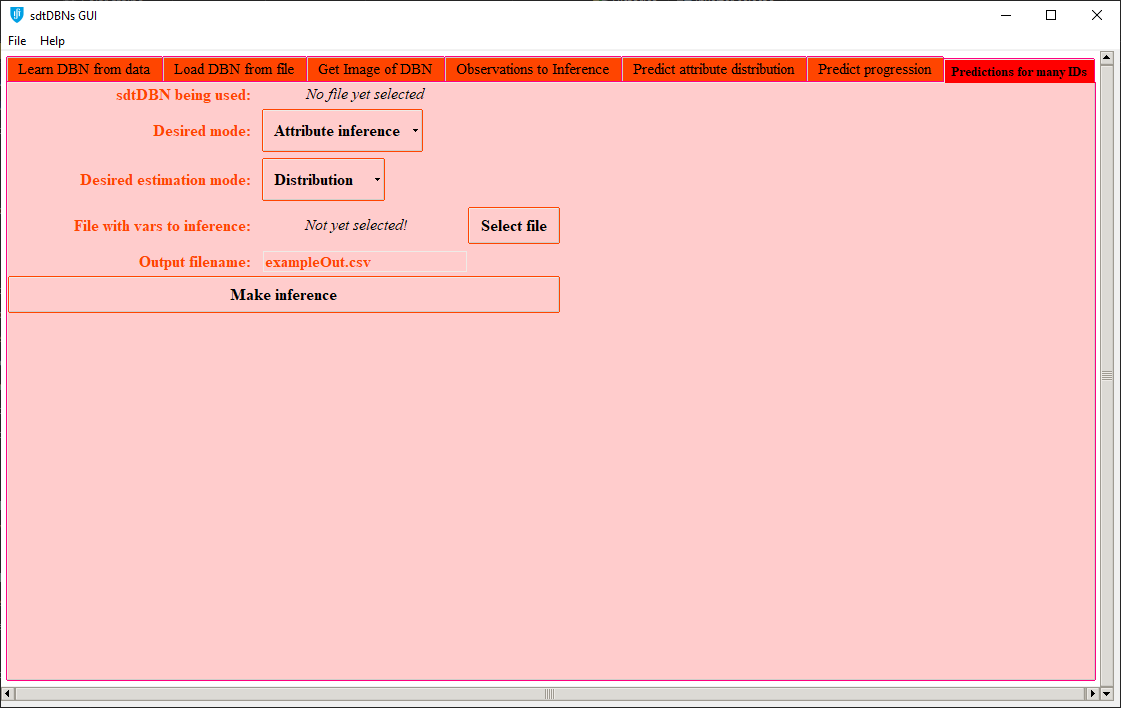 sdtDBNs GUI
File Help
Learn DBN from data Load DBN from file Get Image of DBN Observations to Inference Predict attribute distribution Predict progression Predictions for many IDs
sdtDBN being used: No file yet selected
Desired mode: Attribute inference
Desired estimation mode: Distribution
File with vars to inference: Not yet selected! Select file
Output filename: exampleOut.csv
Make inference